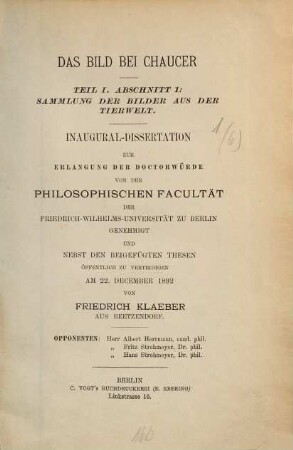 DAS BILD BEI CHAUCER
TEIL I. ABSCHNITT 1:
SAMMLUNG DER BILDER AUS DER
TIERWELT.
INAUGURAL-DISSERTATION
ZUR
ERLANGUNG DER DOCTORWÜRDE
VON DER
PHILOSOPHISCHEN FACULTÄT
DER
FRIEDRICH-WILHELMS-UNIVERSITÄT ZU BERLIN
GENEHMIGT
UND
NEBST DEN BEIGEFÜGTEN THESEN
ÖFFENTLICH ZU VERTEIDIGEN
AM 22. DECEMBER 1892
VON
FRIEDRICH KLAEBER
AUS BEETZENDORF.
OPPONENTEN: Herr Albert Herrmann, cand. phil.
„ Fritz Strohmeyer, Dr. phil.
„ Hans Strohmeyer, Dr. phil.
BERLIN
C. VOGT'S BUCHDRUCKEREI (E. EBERING)
Linkstrasse 16.